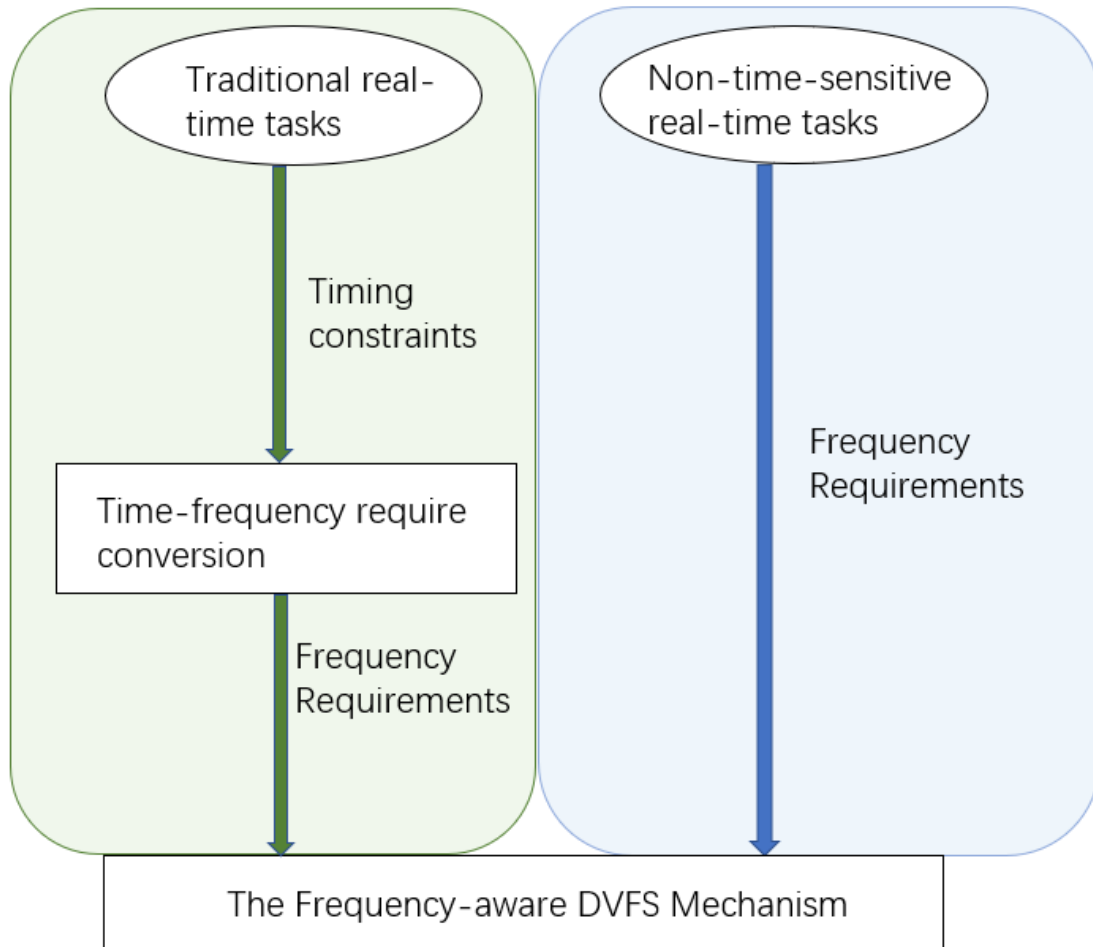 Traditional real-
time tasks
Non-time-sensitive
real-time tasks
Timing
constraints
Frequency
Requirements
Time-frequency require
conversion
Frequency
Requirements
The Frequency-aware DVFS Mechanism